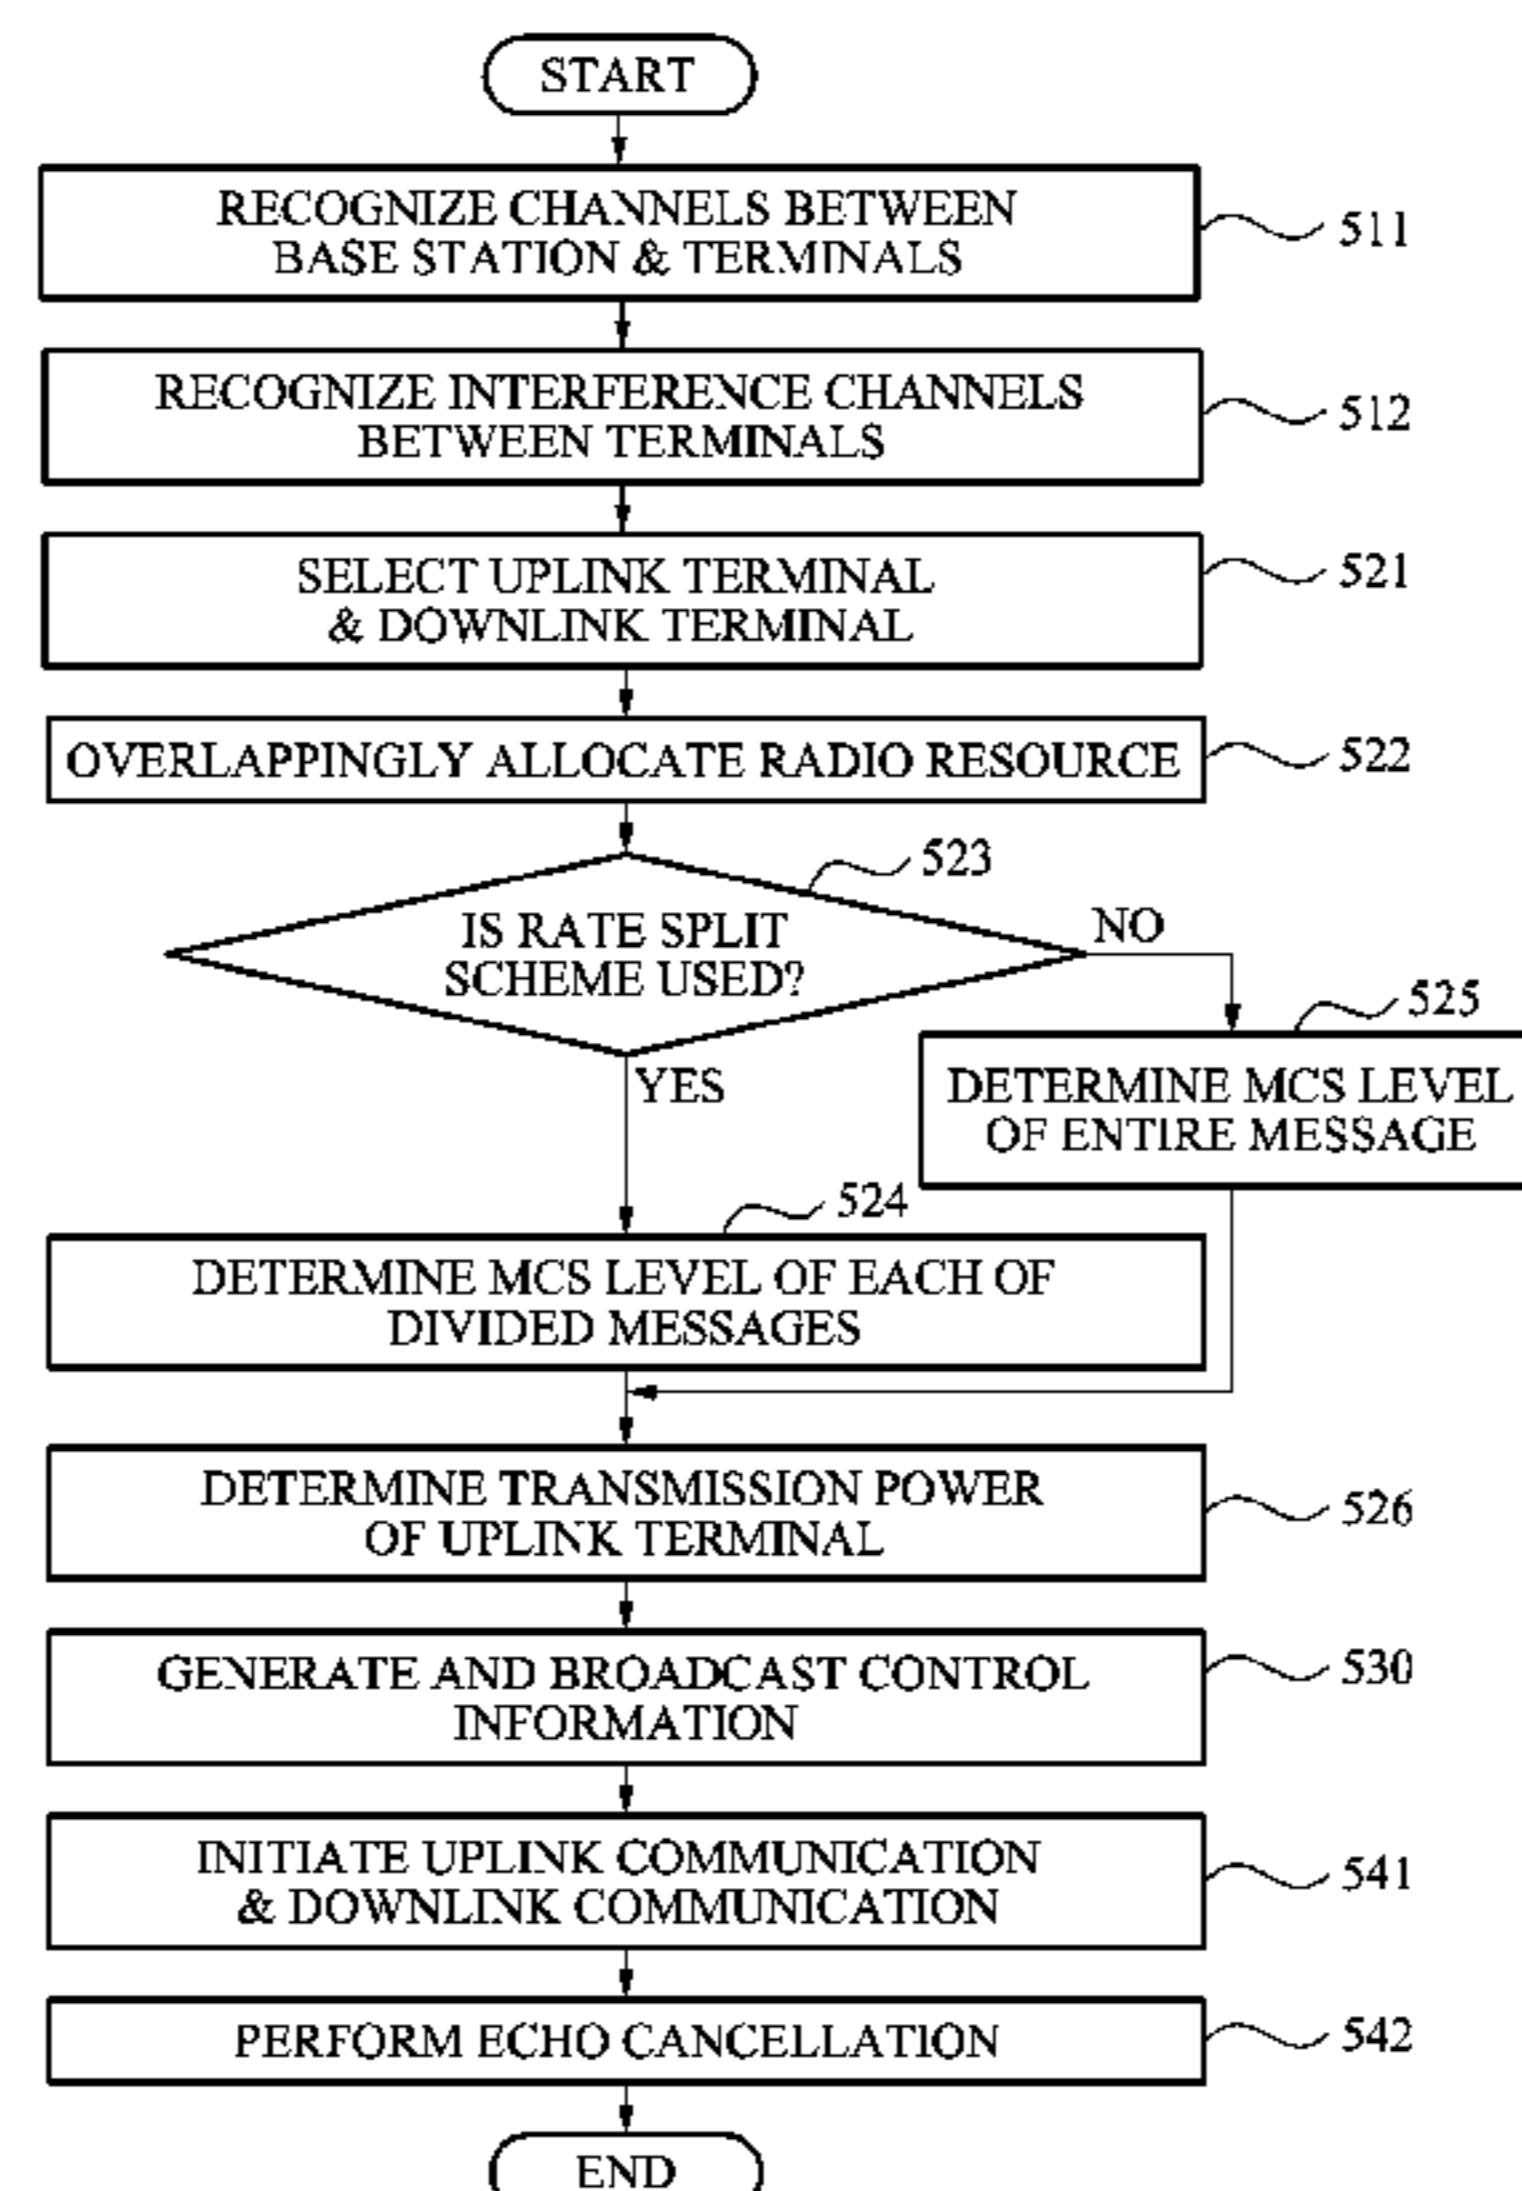 START
RECOGNIZE CHANNELS BETWEEN
BASE STATION & TERMINALS
511
RECOGNIZE INTERFERENCE CHANNELS
BETWEEN TERMINALS
512
SELECT UPLINK TERMINAL
& DOWNLINK TERMINAL
521
OVERLAPPINGLY ALLOCATE RADIO RESOURCE
522
523
IS RATE SPLIT
SCHEME USED?
NO
YES
525
DETERMINE MCS LEVEL
OF ENTIRE MESSAGE
524
DETERMINE MCS LEVEL OF EACH OF
DIVIDED MESSAGES
DETERMINE TRANSMISSION POWER
OF UPLINK TERMINAL
526
GENERATE AND BROADCAST CONTROL
INFORMATION
530
INITIATE UPLINK COMMUNICATION
& DOWNLINK COMMUNICATION
541
PERFORM ECHO CANCELLATION
542
END